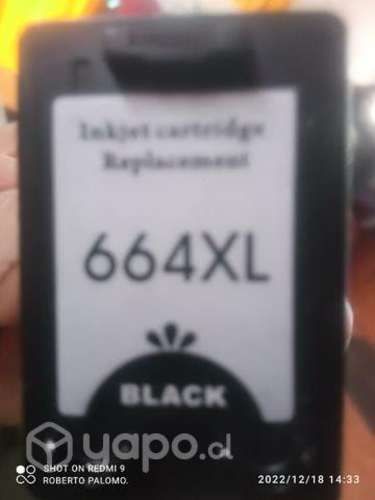 Inkjet cartridge
Replacement
664XL
BLACK
yapo.cl
SHOT ON REDMI 9
ROBERTO PALOMO.
2022/12/18 14:33